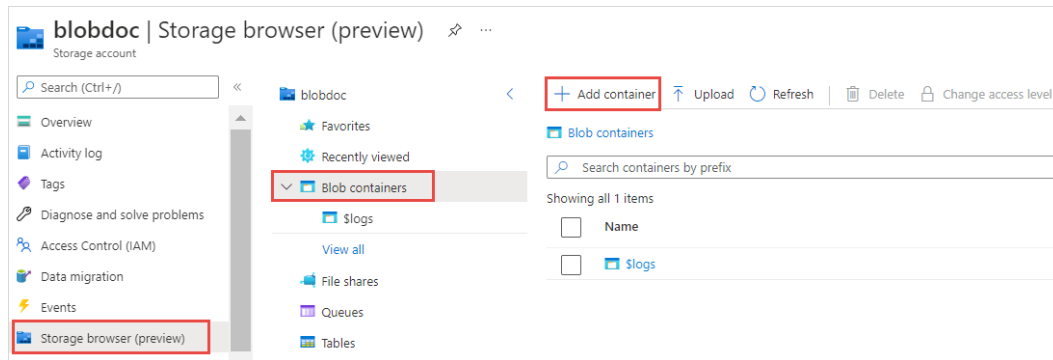 blobdoc | Storage browser (preview)
Storage account
Search (Ctrl+/)
Overview
Activity log
Tags
Diagnose and solve problems
Access Control (IAM)
Data migration
Events
Storage browser (preview)
blobdoc
Favorites
Recently viewed
Blob containers
$logs
View all
File shares
Queues
Tables
Add container Upload Refresh Delete Change access level
Blob containers
Search containers by prefix
Showing all 1 items
Name
$logs